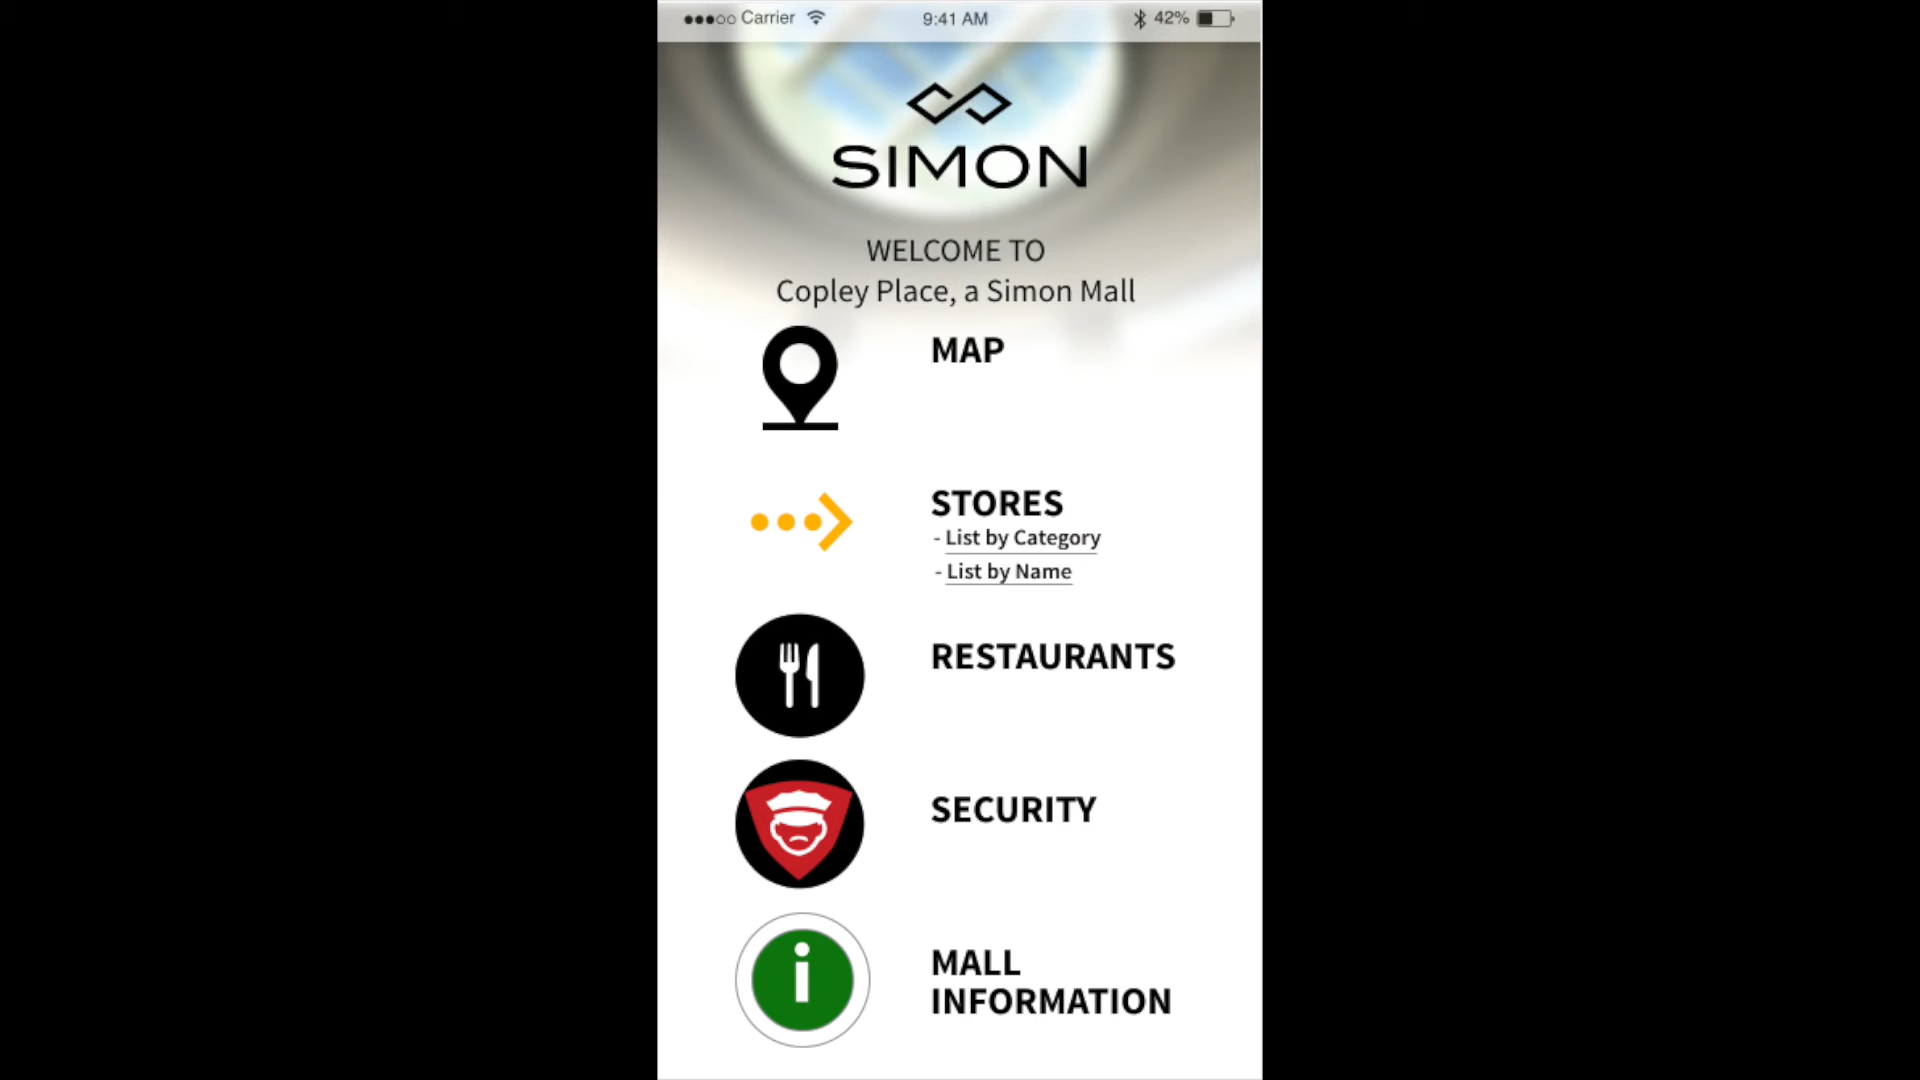 Carrier 9:41 AM 42%
SIMON
WELCOME TO
Copley Place, a Simon Mall
MAP
STORES
- List by Category
- List by Name
RESTAURANTS
SECURITY
i
MALL
INFORMATION